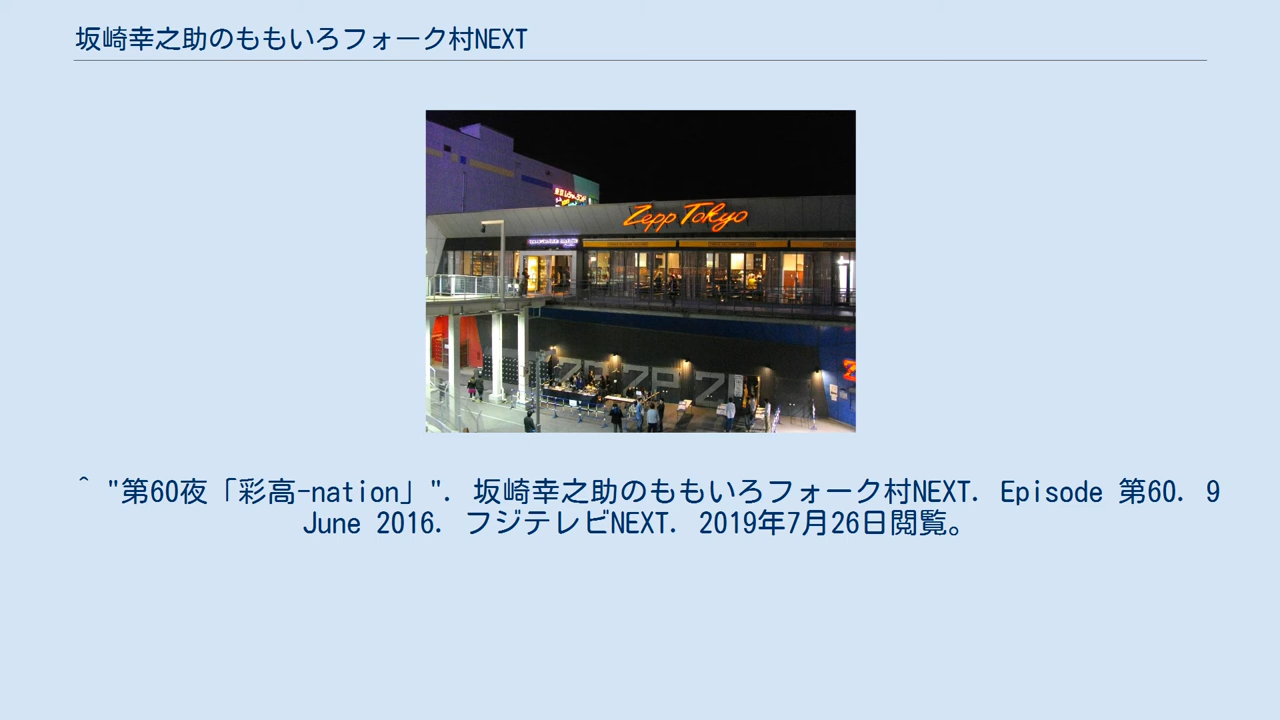 坂崎幸之助のももいろフォーク村NEXT
Zepp Tokyo
^ "第60夜「彩高-nation」". 坂崎幸之助のももいろフォーク村NEXT. Episode 第60. 9
June 2016. フジテレビNEXT. 2019年7月26日閲覧。